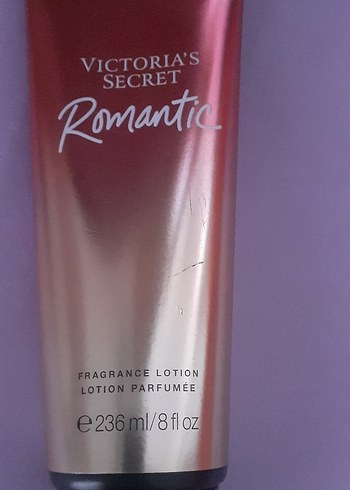 VICTORIA'S
SECRET
Romantic
FRAGRANCE LOTION
LOTION PARFUMÉE
℮ 236 ml/8 fl oz